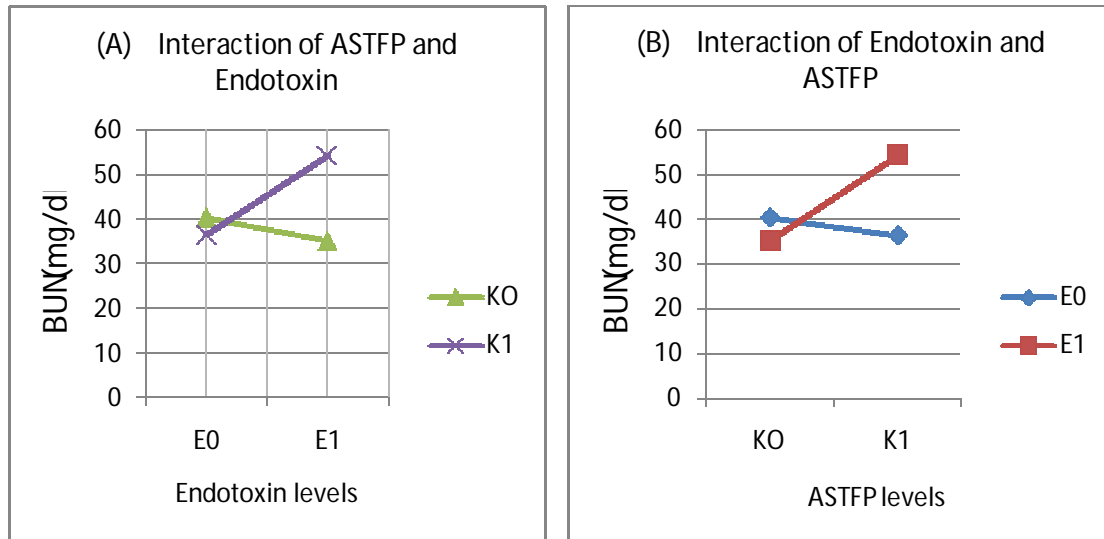 (A) Interaction of ASTFP and
Endotoxin
60
50
40
30
20
10
0
BUN(mg/dl
E0 E1
Endotoxin levels
KO
K1
(B) Interaction of Endotoxin and
ASTFP
60
50
40
30
20
10
0
BUN(mg/dl
KO K1
ASTFP levels
E0
E1